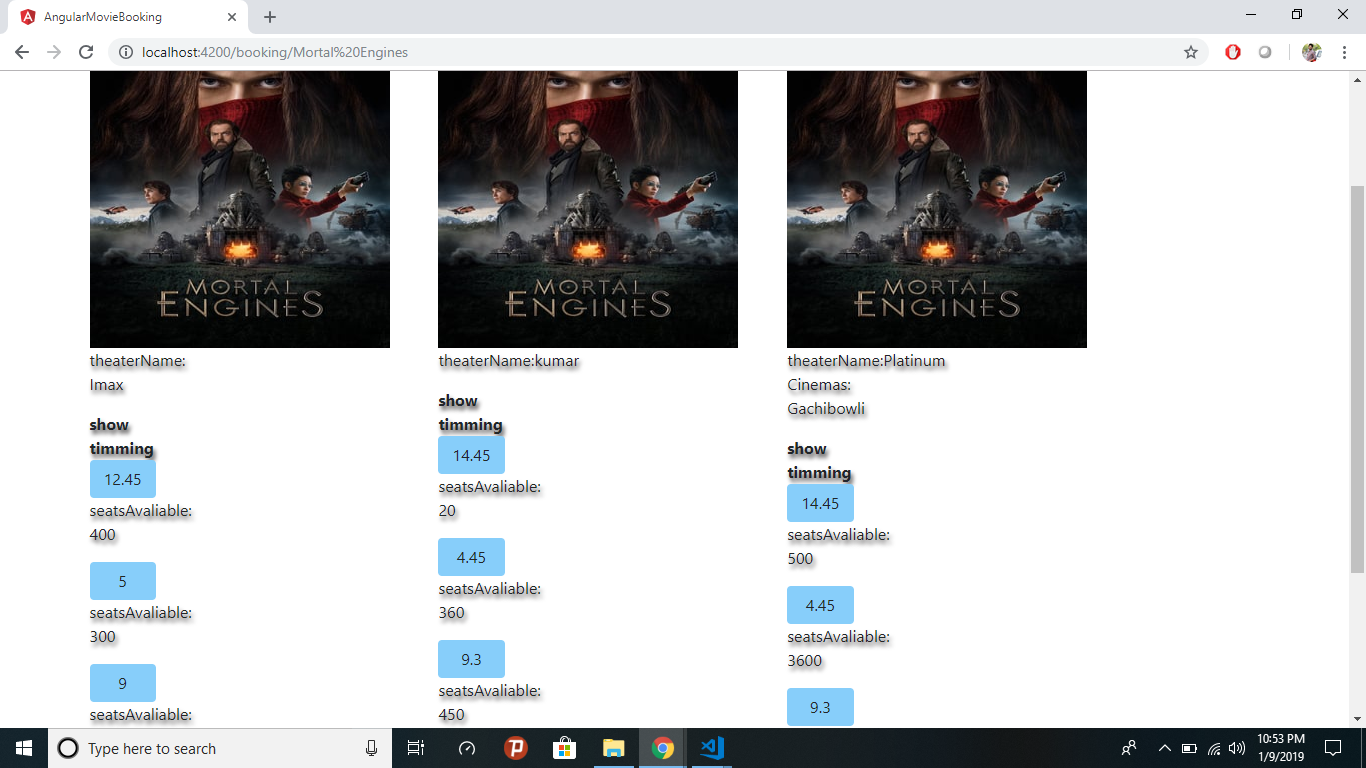 AngularMovieBooking
localhost:4200/booking/Mortal%20Engines
MORTAL
ENGINES
theaterName:
Imax
show
timming
12.45
seatsAvaliable:
400
5
seatsAvaliable:
300
9
seatsAvaliable:
MORTAL
ENGINES
theaterName:kumar
show
timming
14.45
seatsAvaliable:
20
4.45
seatsAvaliable:
360
9.3
seatsAvaliable:
450
MORTAL
ENGINES
theaterName:Platinum
Cinemas:
Gachibowli
show
timming
14.45
seatsAvaliable:
500
4.45
seatsAvaliable:
3600
9.3
Type here to search
10:53 PM
1/9/2019